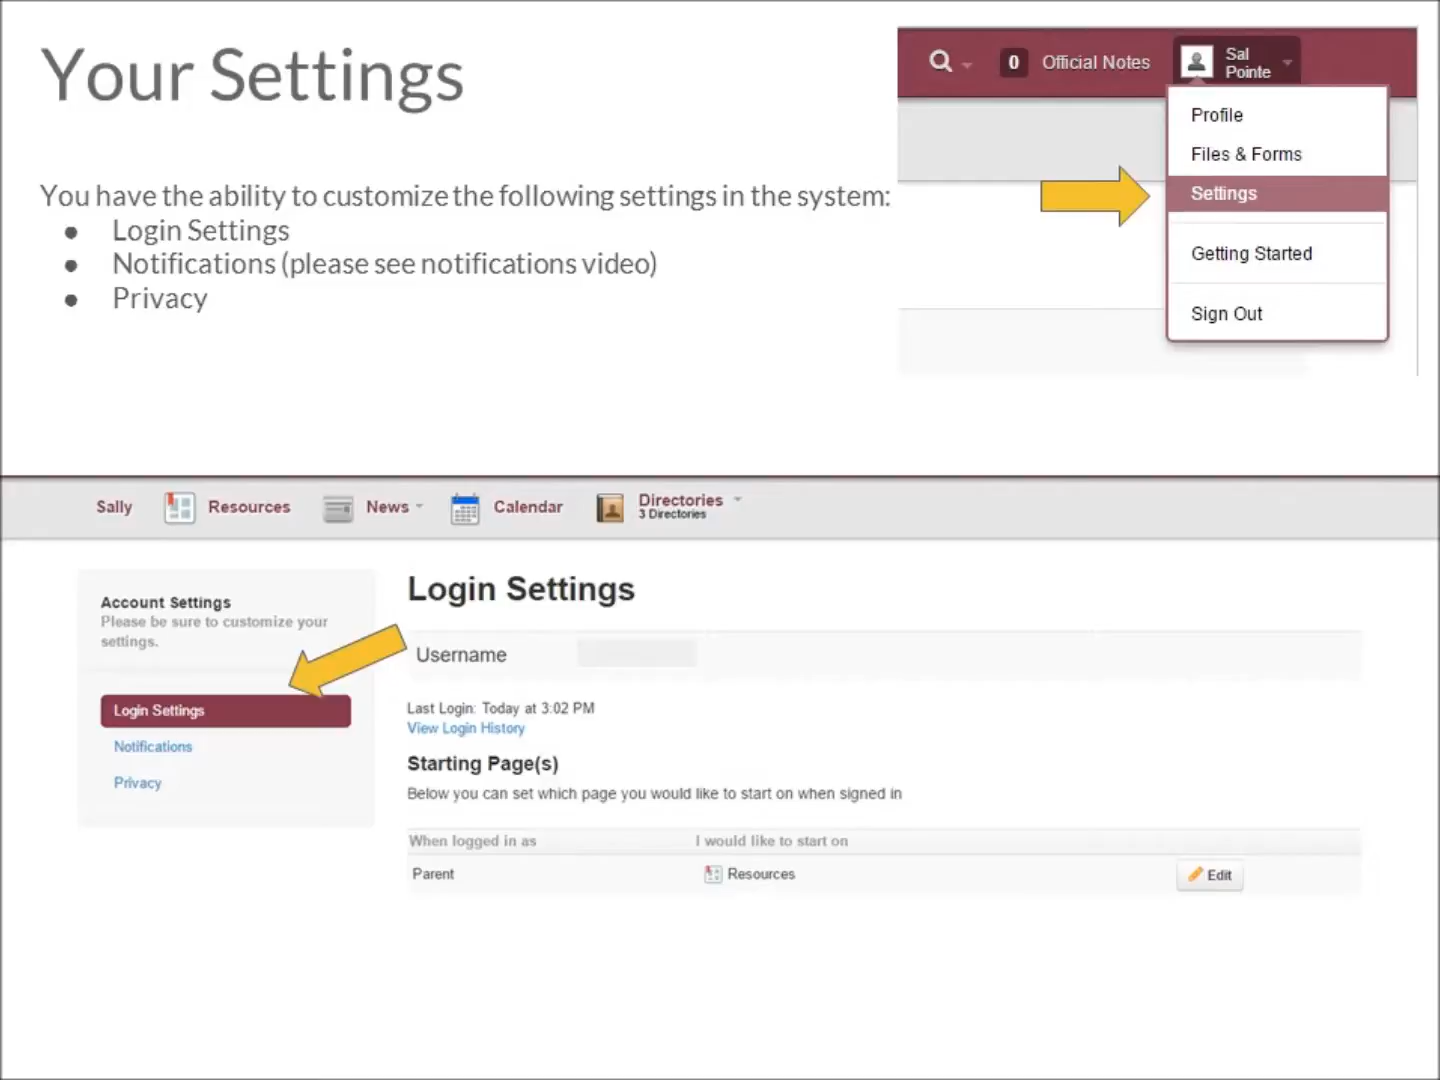 Your Settings
You have the ability to customize the following settings in the system:
● Login Settings
● Notifications (please see notifications video)
● Privacy
0 Official Notes Sal
Pointe
Profile
Files & Forms
Settings
Getting Started
Sign Out
Sally Resources News Calendar Directories
3 Directories
Account Settings
Please be sure to customize your
settings.
Login Settings
Notifications
Privacy
Login Settings
Username
Last Login: Today at 3:02 PM
View Login History
Starting Page(s)
Below you can set which page you would like to start on when signed in
When logged in as I would like to start on
Parent Resources Edit